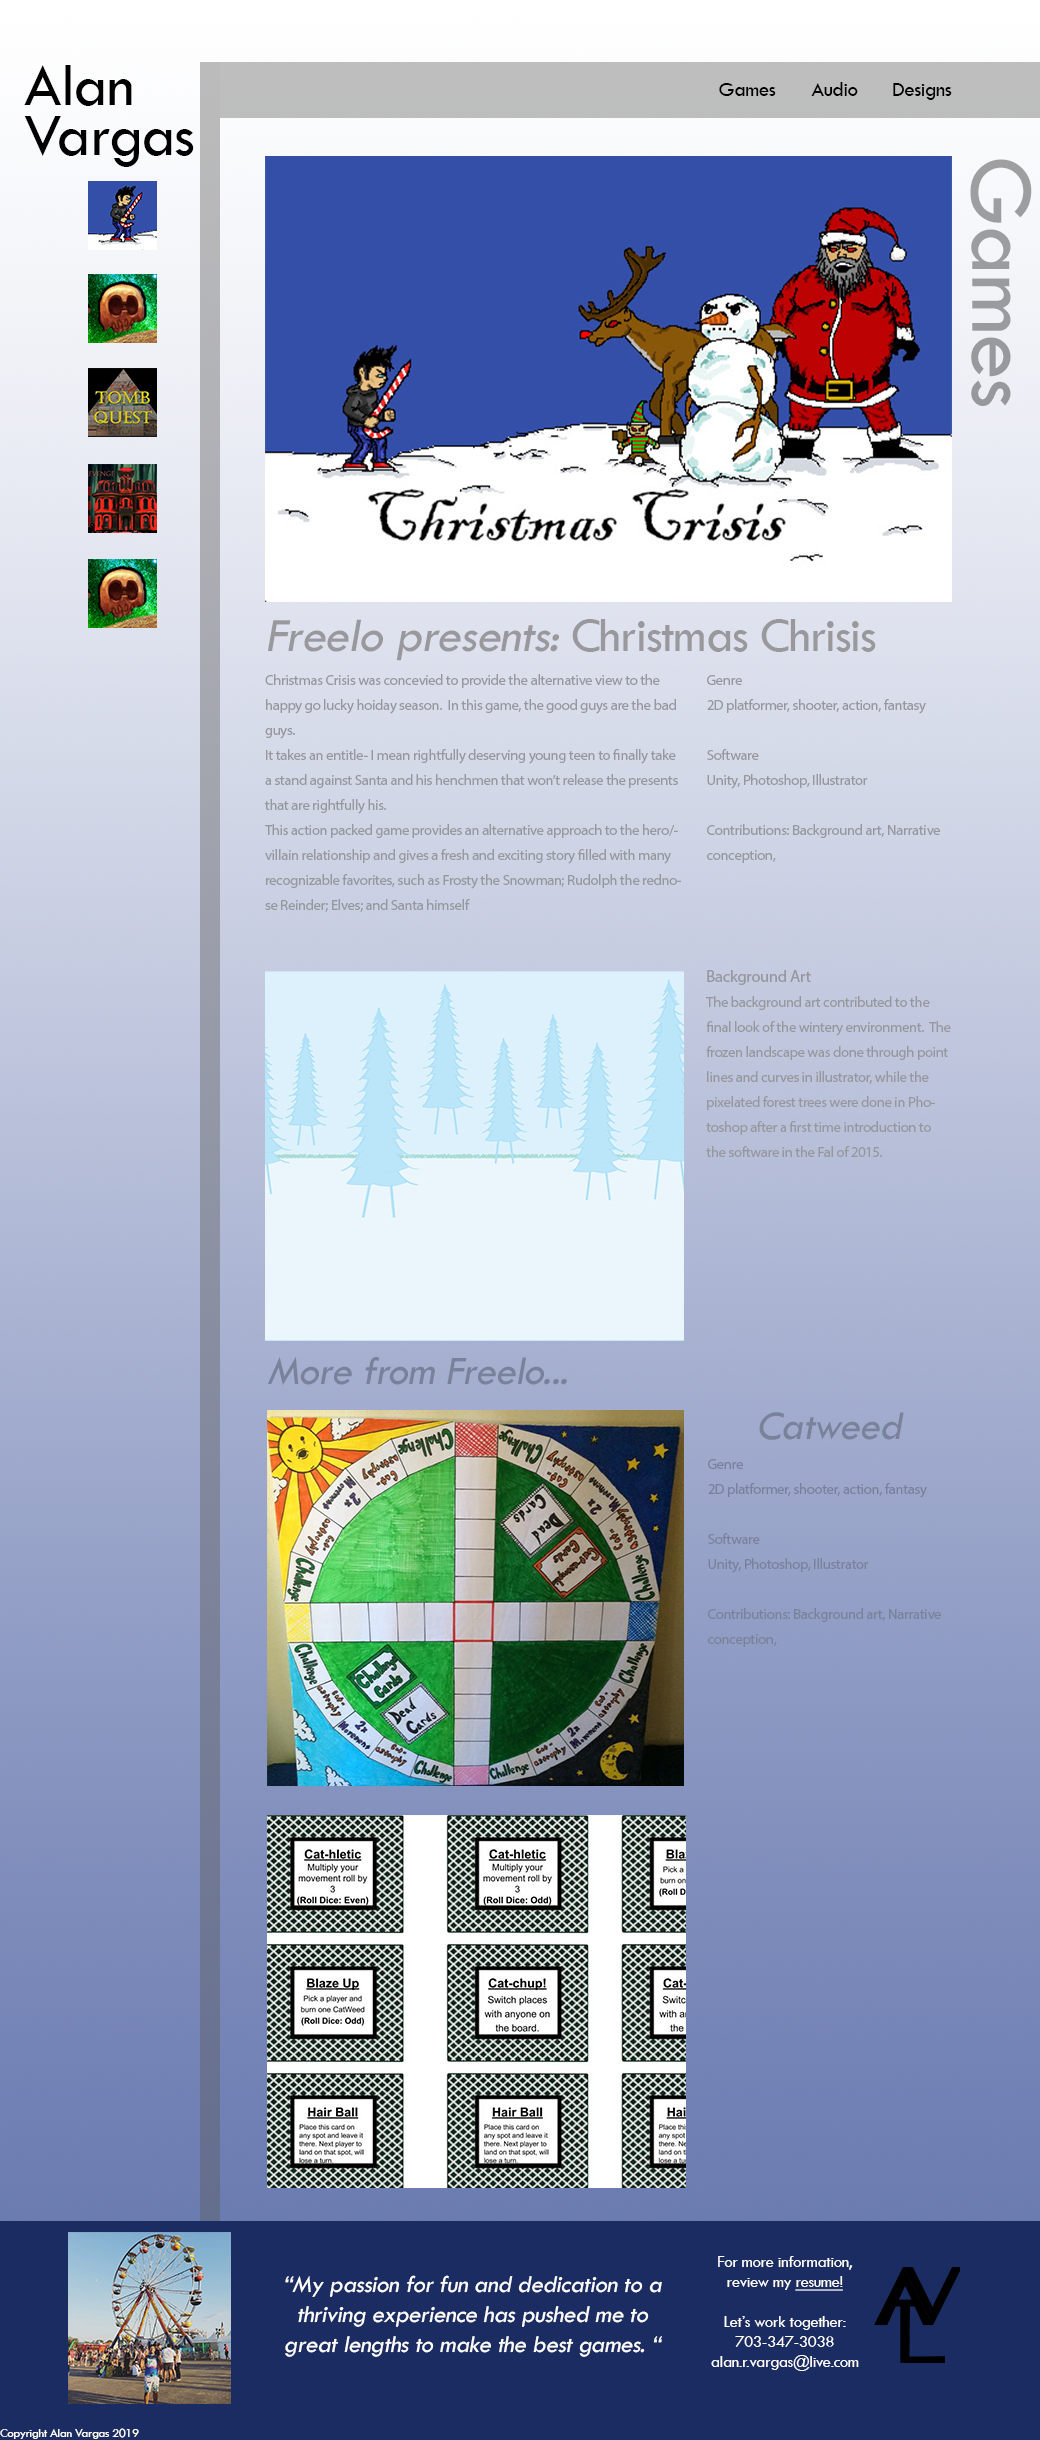 Alan
Vargas
Games Audio Designs
Games
TOMB
QUEST
Christmas Crisis
Freelo presents: Christmas Chrisis
Christmas Crisis was concevied to provide the alternative view to the
happy go lucky hoiday season. In this game, the good guys are the bad
guys.
It takes an entitle- I mean rightfully deserving young teen to finally take
a stand against Santa and his henchmen that won't release the presents
that are rightfully his.
This action packed game provides an alternative approach to the hero/-
villain relationship and gives a fresh and exciting story filled with many
recognizable favorites, such as Frosty the Snowman; Rudolph the redno-
se Reinder; Elves; and Santa himself
Genre
2D platformer, shooter, action, fantasy
Software
Unity, Photoshop, Illustrator
Contributions: Background art, Narrative
conception,
Background Art
The background art contributed to the
final look of the wintery environment. The
frozen landscape was done through point
lines and curves in illustrator, while the
pixelated forest trees were done in Pho-
toshop after a first time introduction to
the software in the Fal of 2015.
More from Freelo...
Challenge
Challenge
Cat-
astrophy
2x
Movement
Cat-
astrophy
Challenge
Cat-
astrophy
2x
Movement
Cat-
astrophy
Challenge
Dead
Cards
Challenge
Cards
Dead
Cards
Challenge
Cat-
astrophy
2x
Movement
Cat-
astrophy
Challenge
Challenge
Cat-
astrophy
2x
Movement
Cat-
astrophy
Challenge
Catweed
Genre
2D platformer, shooter, action, fantasy
Software
Unity, Photoshop, Illustrator
Contributions: Background art, Narrative
conception,
Cat-hletic
Multiply your
movement roll by
3
(Roll Dice: Even)
Cat-hletic
Multiply your
movement roll by
3
(Roll Dice: Odd)
Bla
Pick a
burn on
(Roll D
Blaze Up
Pick a player and
burn one CatWeed
(Roll Dice: Odd)
Cat-chup!
Switch places
with anyone on
the board.
Cat-
Switc
with a
the
Hair Ball
Place this card on
any spot and leave it
there. Next player to
land on that spot, will
lose a turn.
Hair Ball
Place this card on
any spot and leave it
there. Next player to
land on that spot, will
lose a turn.
Hai
Place thi
any spot
there. Ne
land on t
lose a tu
"My passion for fun and dedication to a
thriving experience has pushed me to
great lengths to make the best games. "
For more information,
review my resume!
Let's work together:
703-347-3038
alan.r.vargas@live.com
AVL
Copyright Alan Vargas 2019